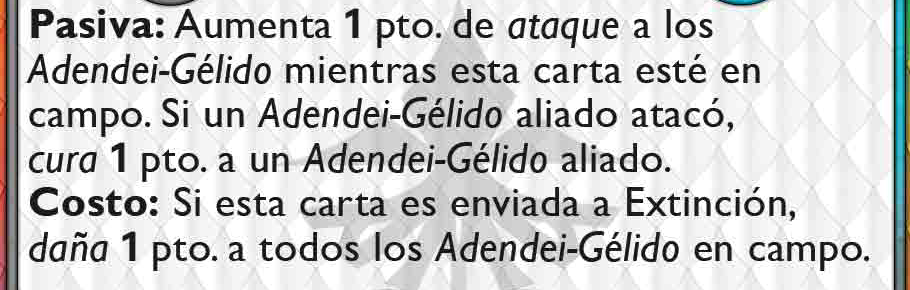 Pasiva: Aumenta 1 pto. de ataque a los
Adendei-Gélido mientras esta carta esté en
campo. Si un Adendei-Gélido aliado atacó,
cura 1 pto. a un Adendei-Gélido aliado.
Costo: Si esta carta es enviada a Extinción,
daña 1 pto. a todos los Adendei-Gélido en campo.